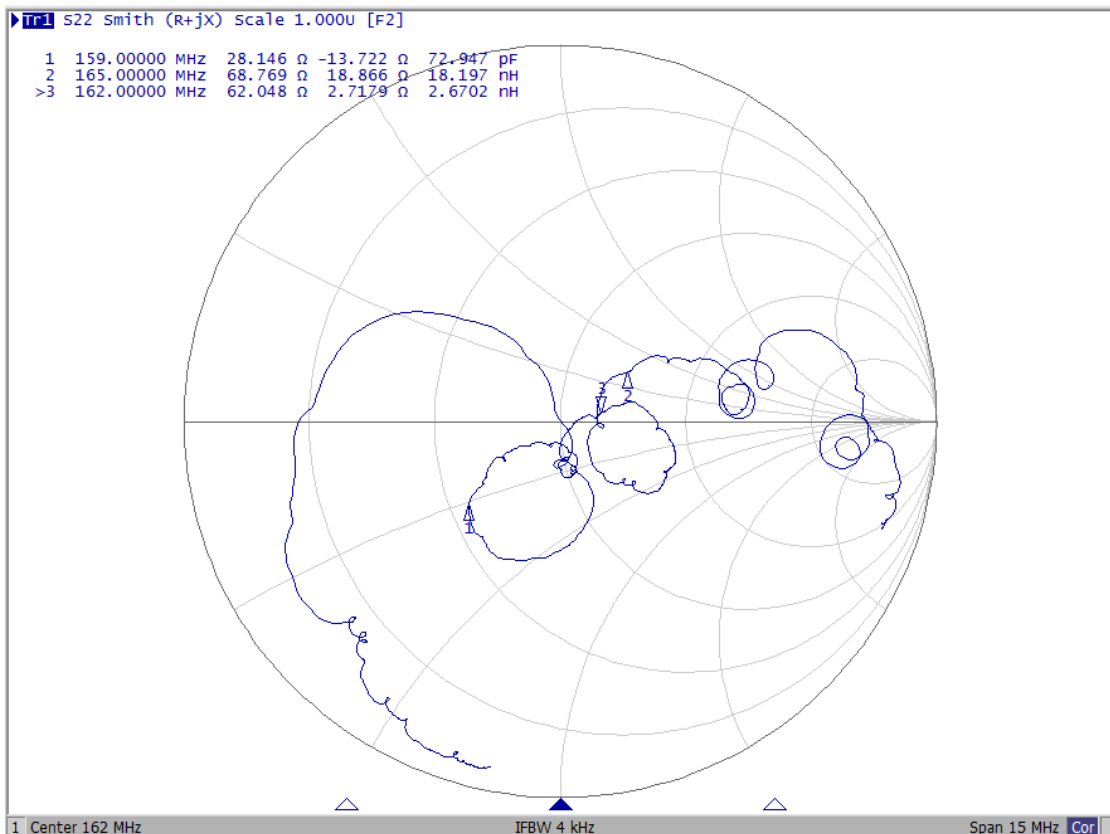 Tr1 S22 Smith (R+jX) Scale 1.000U [F2]
1 159.00000 MHz 28.146 Ω -13.722 Ω 72.947 pF
2 165.00000 MHz 68.769 Ω 18.866 Ω 18.197 nH
>3 162.00000 MHz 62.048 Ω 2.7179 Ω 2.6702 nH
3
2
1
1 Center 162 MHz IFBW 4 kHz Span 15 MHz Cor